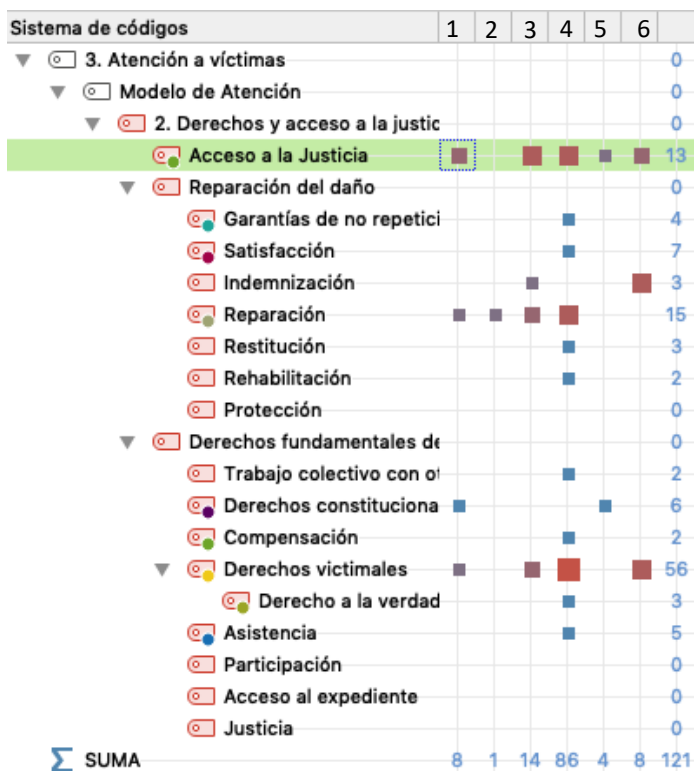 Sistema de códigos 1 2 3 4 5 6
3. Atención a víctimas 0
Modelo de Atención 0
2. Derechos y acceso a la justic 0
Acceso a la Justicia 13
Reparación del daño 0
Garantías de no repetici 4
Satisfacción 7
Indemnización 3
Reparación 15
Restitución 3
Rehabilitación 2
Protección 0
Derechos fundamentales de 0
Trabajo colectivo con ot 2
Derechos constituciona 6
Compensación 2
Derechos victimales 56
Derecho a la verdad 3
Asistencia 5
Participación 0
Acceso al expediente 0
Justicia 0
Σ SUMA 8 1 14 86 4 8 121